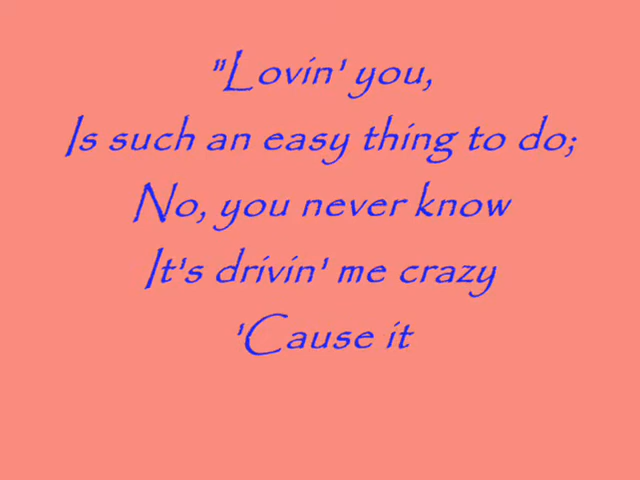 "Lovin' you,
Is such an easy thing to do;
No, you never know
It's drivin' me crazy
'Cause it